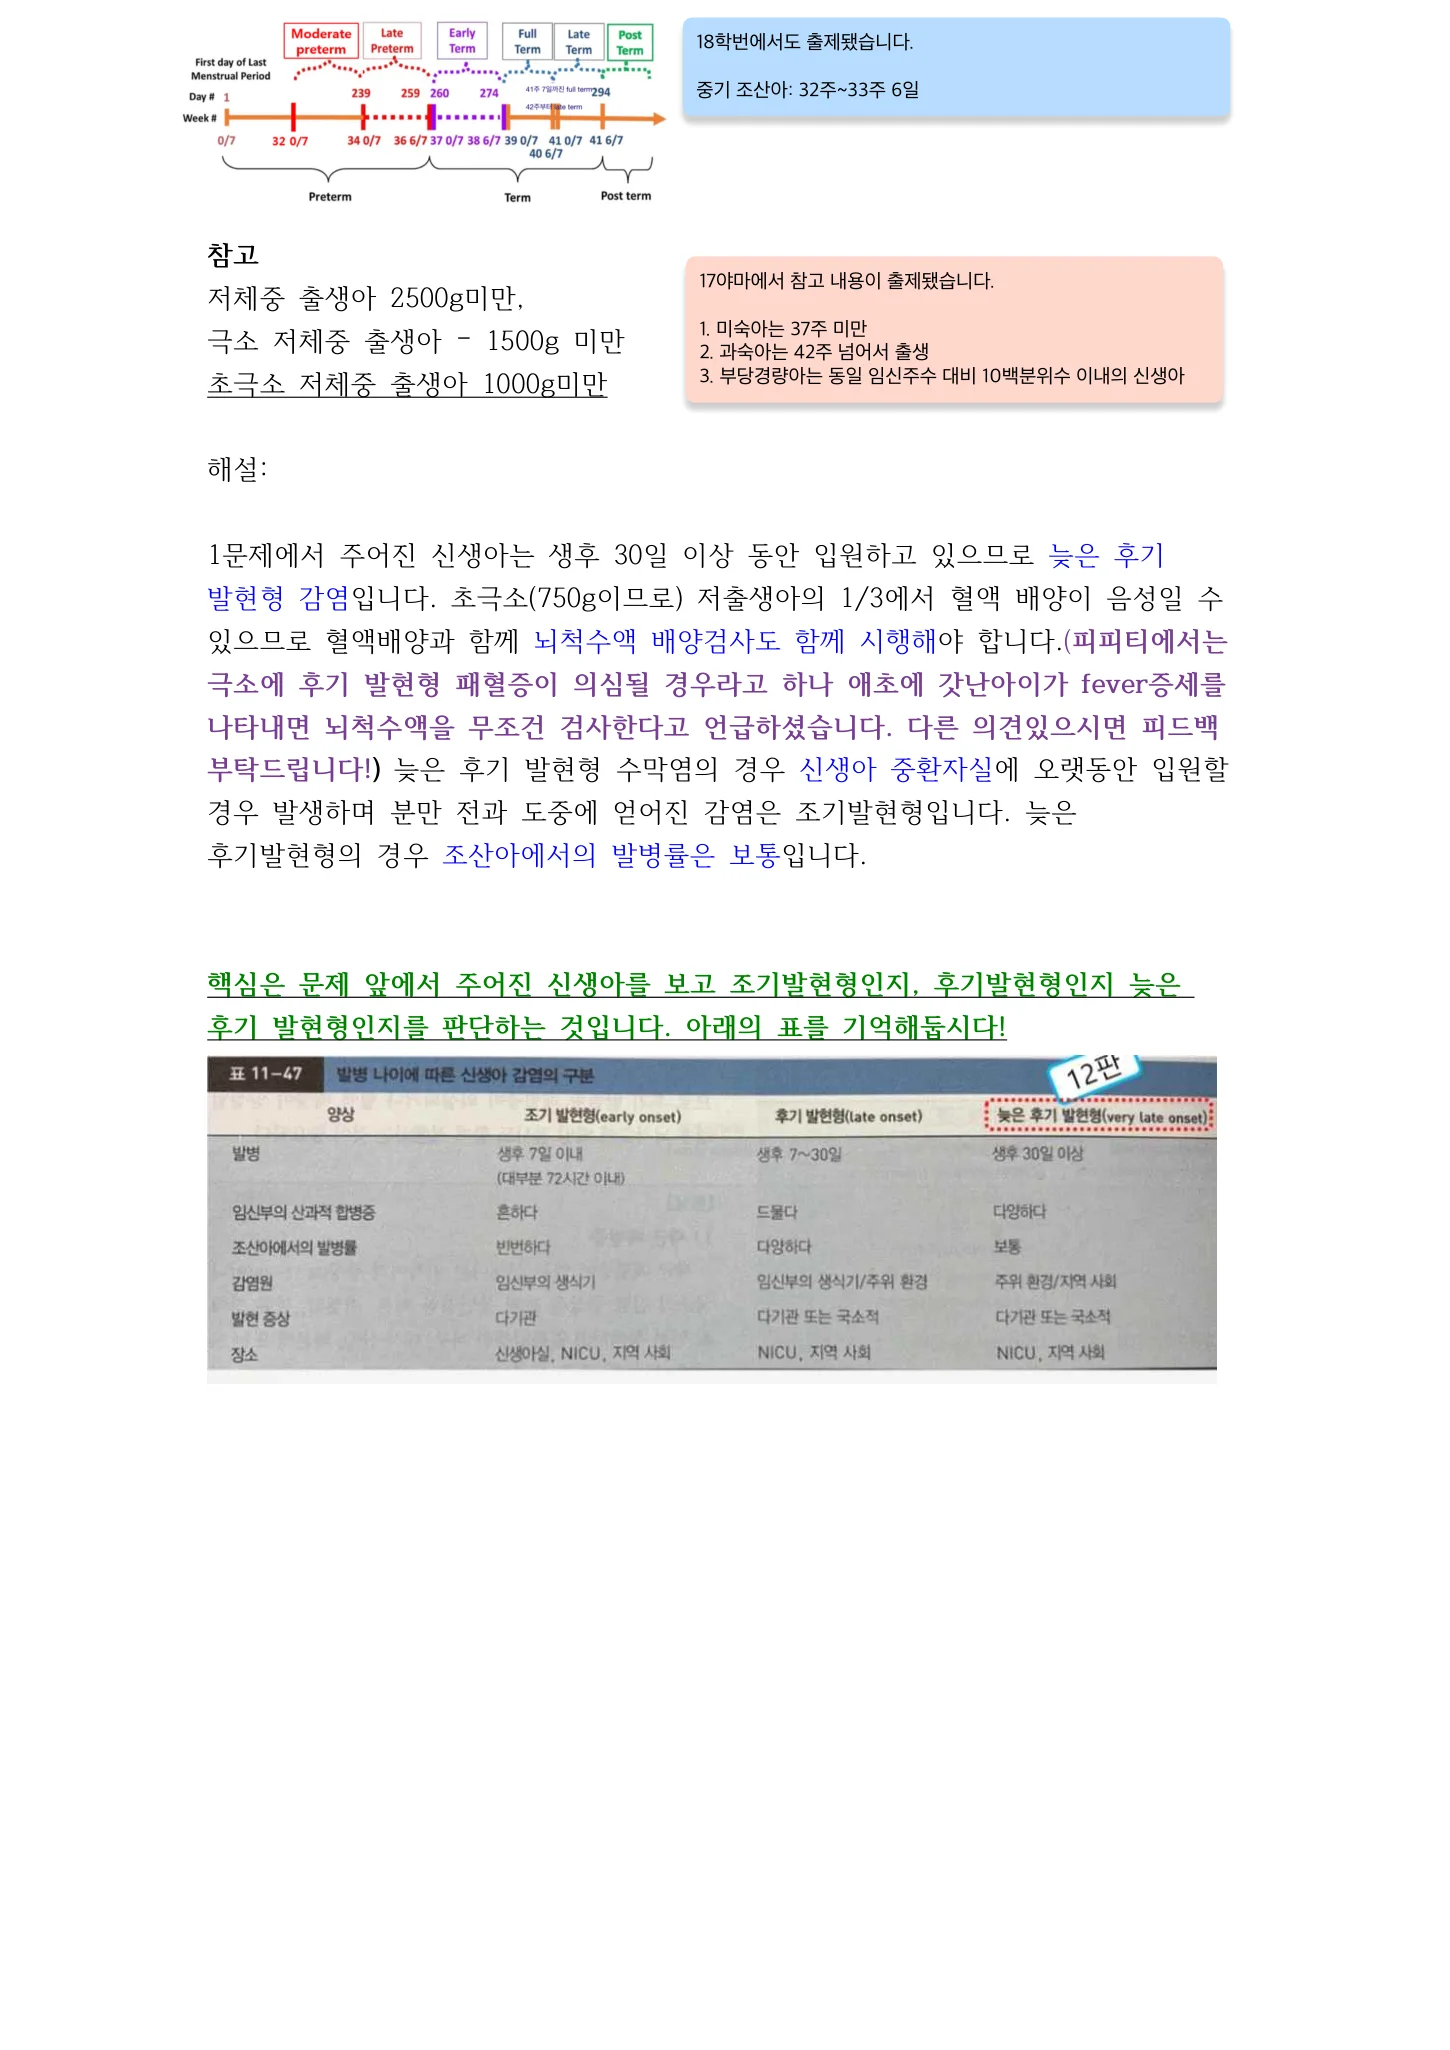 Moderate preterm
Late Preterm
Early Term
Full Term
Late Term
Post Term
First day of Last Menstrual Period
Day # 1 239 259 260 274 294
41주 7일까진 full term
42주부터 late term
Week #
0/7 32 0/7 34 0/7 36 6/7 37 0/7 38 6/7 39 0/7 41 0/7 41 6/7
40 6/7
Preterm Term Post term
18학번에서도 출제됐습니다.
중기 조산아: 32주~33주 6일
참고
저체중 출생아 2500g미만,
극소 저체중 출생아 - 1500g 미만
초극소 저체중 출생아 1000g미만
17야마에서 참고 내용이 출제됐습니다.
1. 미숙아는 37주 미만
2. 과숙아는 42주 넘어서 출생
3. 부당경량아는 동일 임신주수 대비 10백분위수 이내의 신생아
해설:
1문제에서 주어진 신생아는 생후 30일 이상 동안 입원하고 있으므로 늦은 후기
발현형 감염입니다. 초극소(750g이므로) 저출생아의 1/3에서 혈액 배양이 음성일 수
있으므로 혈액배양과 함께 뇌척수액 배양검사도 함께 시행해야 합니다.(피피티에서는
극소에 후기 발현형 패혈증이 의심될 경우라고 하나 애초에 갓난아이가 fever증세를
나타내면 뇌척수액을 무조건 검사한다고 언급하셨습니다. 다른 의견있으시면 피드백
부탁드립니다!) 늦은 후기 발현형 수막염의 경우 신생아 중환자실에 오랫동안 입원할
경우 발생하며 분만 전과 도중에 얻어진 감염은 조기발현형입니다. 늦은
후기발현형의 경우 조산아에서의 발병률은 보통입니다.
핵심은 문제 앞에서 주어진 신생아를 보고 조기발현형인지, 후기발현형인지 늦은
후기 발현형인지를 판단하는 것입니다. 아래의 표를 기억해둡시다!
표 11-47 발병 나이에 따른 신생아 감염의 구분
12판
양상 조기 발현형(early onset) 후기 발현형(late onset) 늦은 후기 발현형(very late onset)
발병 생후 7일 이내 생후 7~30일 생후 30일 이상
(대부분 72시간 이내)
임신부의 산과적 합병증 흔하다 드물다 다양하다
조산아에서의 발병률 빈번하다 다양하다 보통
감염원 임신부의 생식기 임신부의 생식기/주위 환경 주위 환경/지역 사회
발현 증상 다기관 다기관 또는 국소적 다기관 또는 국소적
장소 신생아실, NICU, 지역 사회 NICU, 지역 사회 NICU, 지역 사회